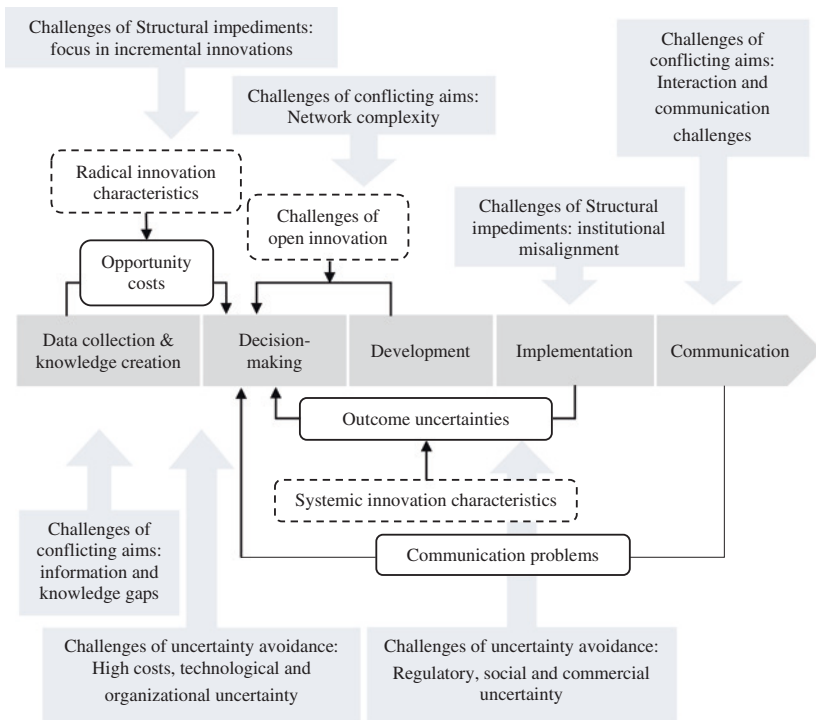 Challenges of Structural impediments:
focus in incremental innovations
Challenges of
conflicting aims:
Interaction and
communication
challenges
Challenges of conflicting aims:
Network complexity
Radical innovation
characteristics
Challenges of
open innovation
Challenges of Structural
impediments: institutional
misalignment
Opportunity
costs
Data collection &
knowledge creation
Decision-
making
Development
Implementation
Communication
Outcome uncertainties
Systemic innovation characteristics
Challenges of
conflicting aims:
information and
knowledge gaps
Communication problems
Challenges of uncertainty avoidance:
High costs, technological and
organizational uncertainty
Challenges of uncertainty avoidance:
Regulatory, social and commercial
uncertainty